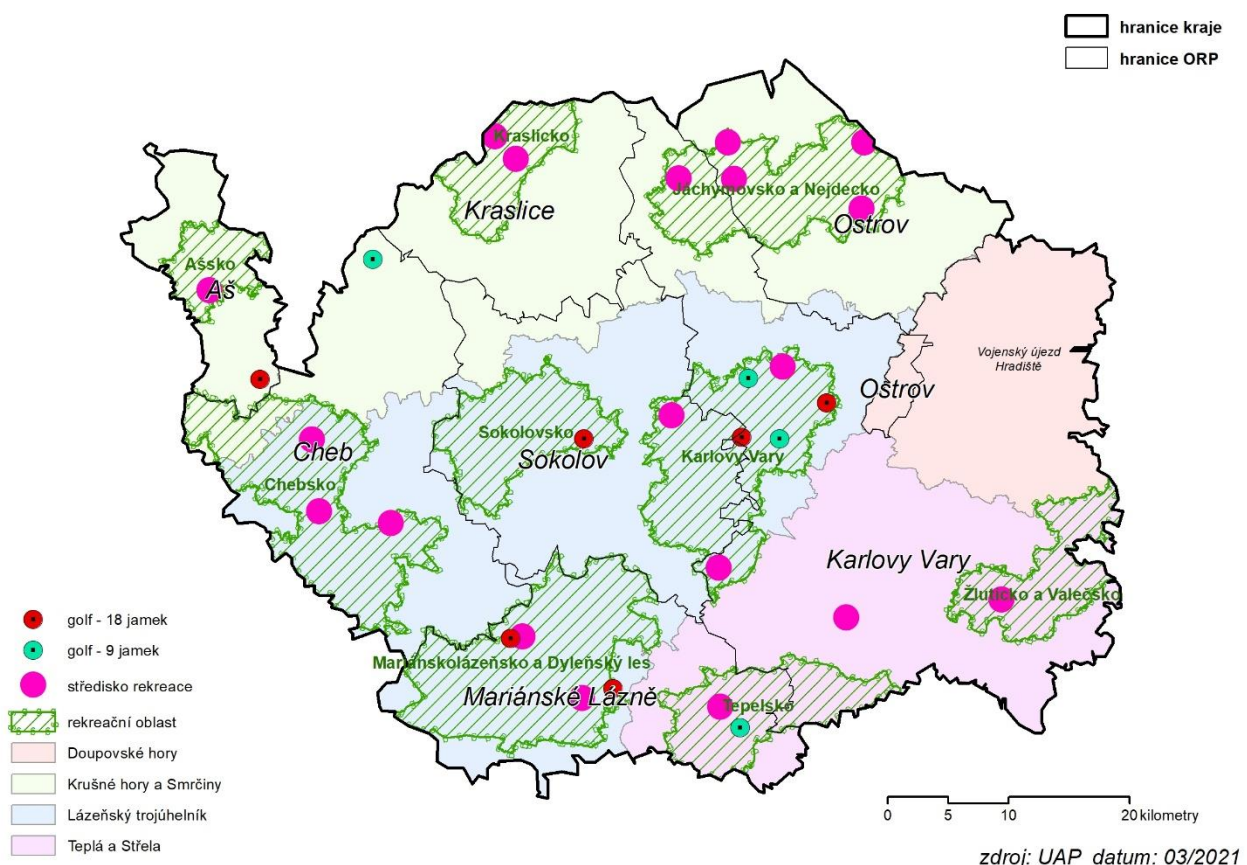 hranice kraje
hranice ORP
Kraslicko
Jáchymovsko a Nejdecko
Kraslice
Ostrov
Ašsko
Aš
Vojenský újezd
Hradiště
Ostrov
Sokolovsko
Sokolov
Karlovy Vary
Cheb
Chebsko
Karlovy Vary
Žluticko a Valečsko
Mariánskolázeňsko a Dyleňský les
Mariánské Lázně
Tepelsko
golf - 18 jamek
golf - 9 jamek
středisko rekreace
rekreační oblast
Doupovské hory
Krušné hory a Smrčiny
Lázeňský trojúhelník
Teplá a Střela
0 5 10 20 kilometry
zdroj: UAP datum: 03/2021